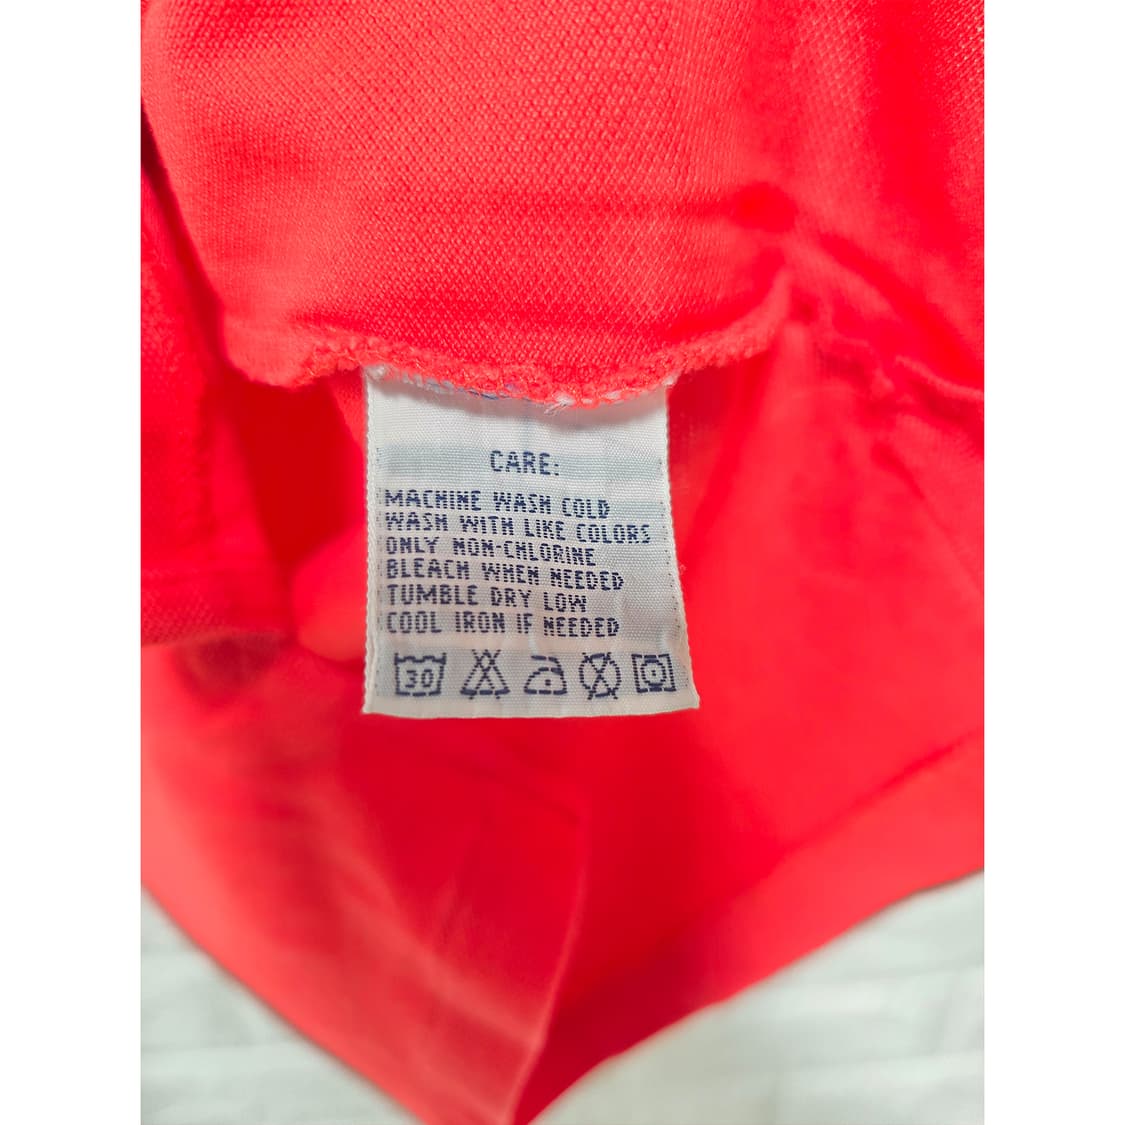 CARE:
MACHINE WASH COLD
WASH WITH LIKE COLORS
ONLY NON-CHLORINE
BLEACH WHEN NEEDED
TUMBLE DRY LOW
COOL IRON IF NEEDED
30